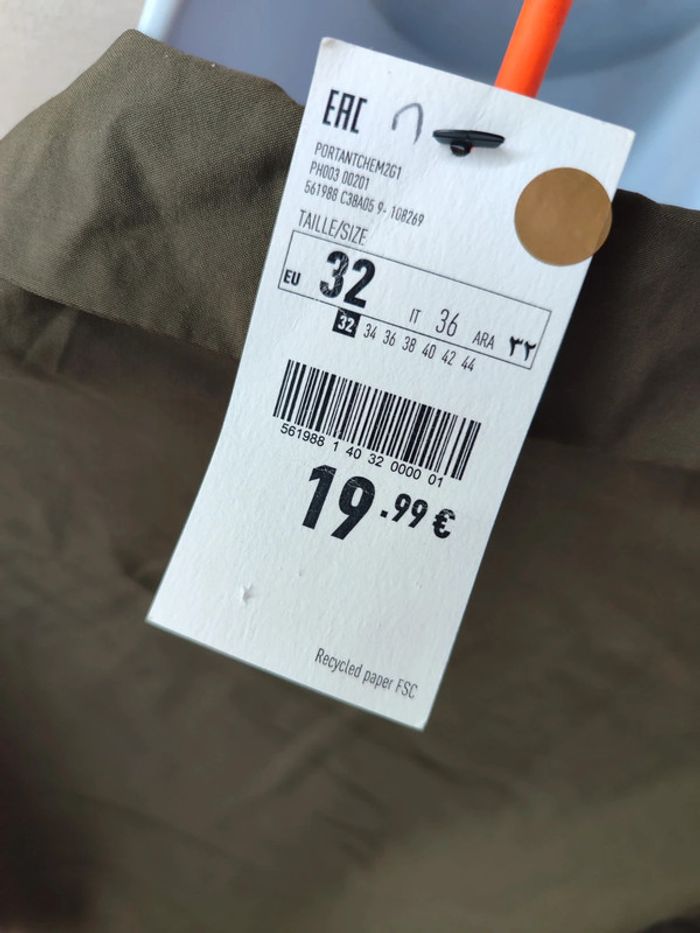 EAC
PORTANTCHEM2G1
PH003 00201
561988 C38A05 9- 108269
TAILLE/SIZE
EU 32 IT 36 ARA ٣٢
32 34 36 38 40 42 44
561988 1 40 32 0000 01
19.99 €
Recycled paper FSC